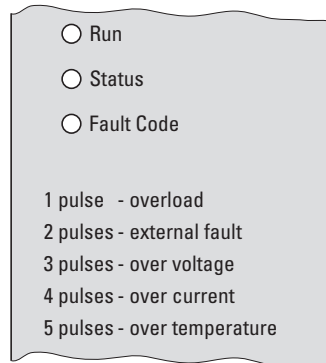 Run
Status
Fault Code
1 pulse - overload
2 pulses - external fault
3 pulses - over voltage
4 pulses - over current
5 pulses - over temperature